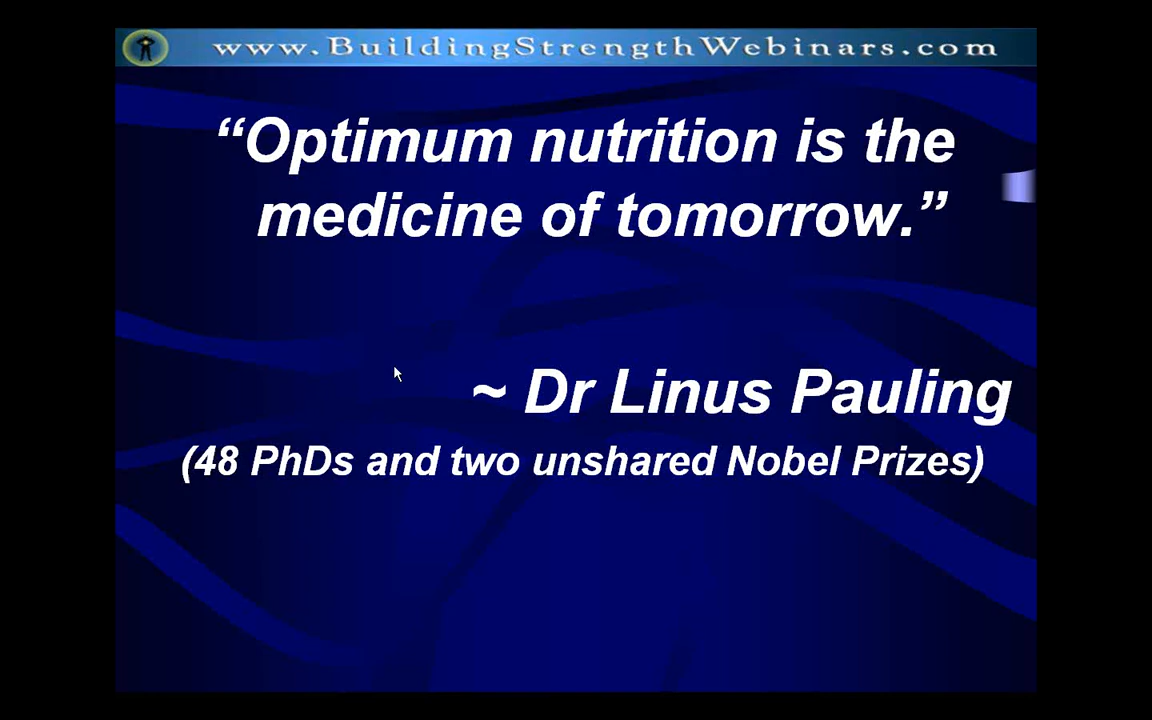 www.BuildingStrengthWebinars.com
“Optimum nutrition is the
medicine of tomorrow.”
~ Dr Linus Pauling
(48 PhDs and two unshared Nobel Prizes)